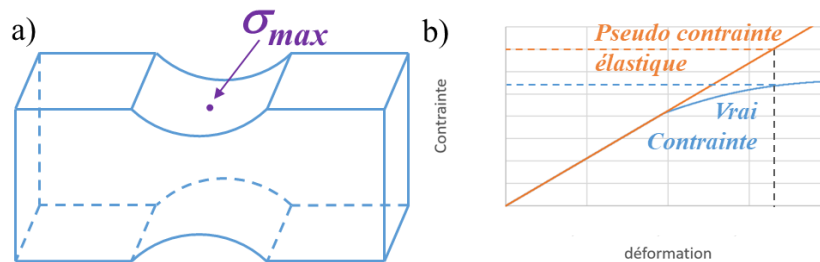 a)
σmax
b)
Pseudo contrainte
élastique
Vrai
Contrainte
Contrainte
déformation